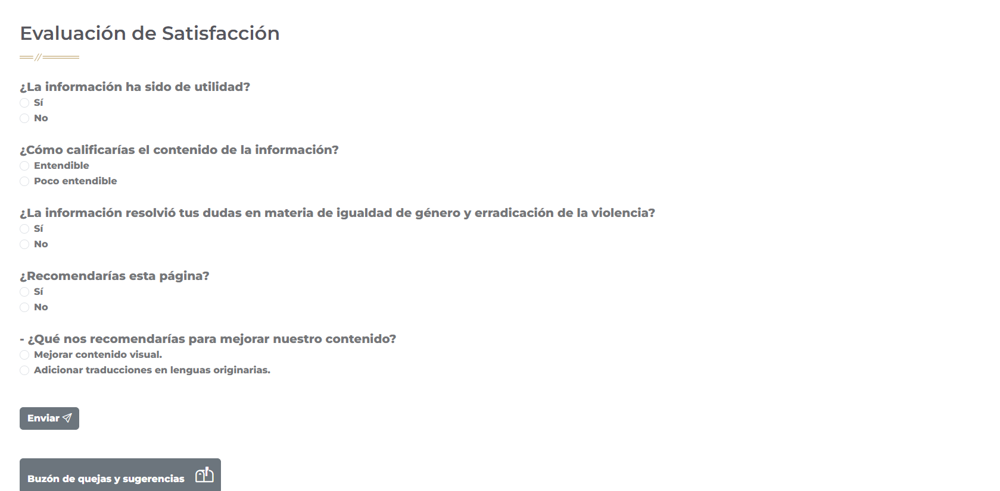 Evaluación de Satisfacción
¿La información ha sido de utilidad?
Sí
No
¿Cómo calificarías el contenido de la información?
Entendible
Poco entendible
¿La información resolvió tus dudas en materia de igualdad de género y erradicación de la violencia?
Sí
No
¿Recomendarías esta página?
Sí
No
- ¿Qué nos recomendarías para mejorar nuestro contenido?
Mejorar contenido visual.
Adicionar traducciones en lenguas originarias.
Enviar
Buzón de quejas y sugerencias